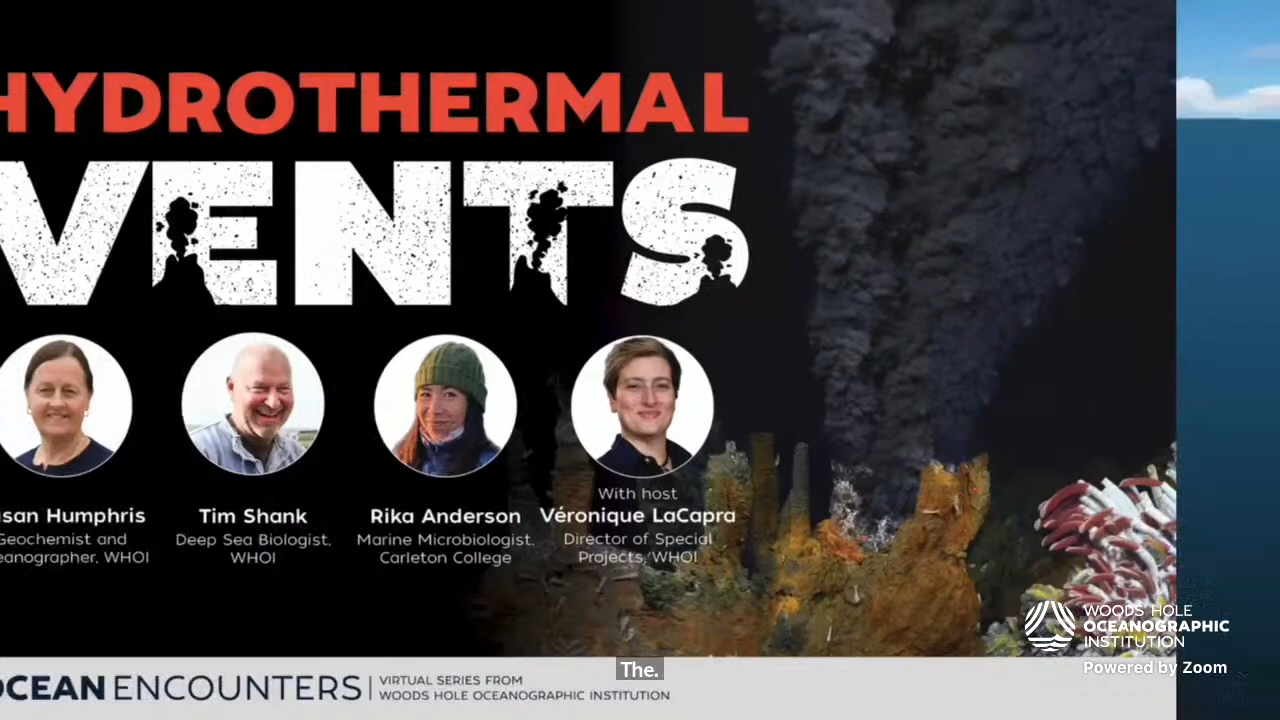 HYDROTHERMAL
VENTS
san Humphris
Geochemist and
eanographer, WHOI
Tim Shank
Deep Sea Biologist,
WHOI
Rika Anderson
Marine Microbiologist,
Carleton College
With host
Véronique LaCapra
Director of Special
Projects, WHOI
WOODS HOLE
OCEANOGRAPHIC
INSTITUTION
Powered by Zoom
The.
OCEAN ENCOUNTERS
VIRTUAL SERIES FROM
WOODS HOLE OCEANOGRAPHIC INSTITUTION